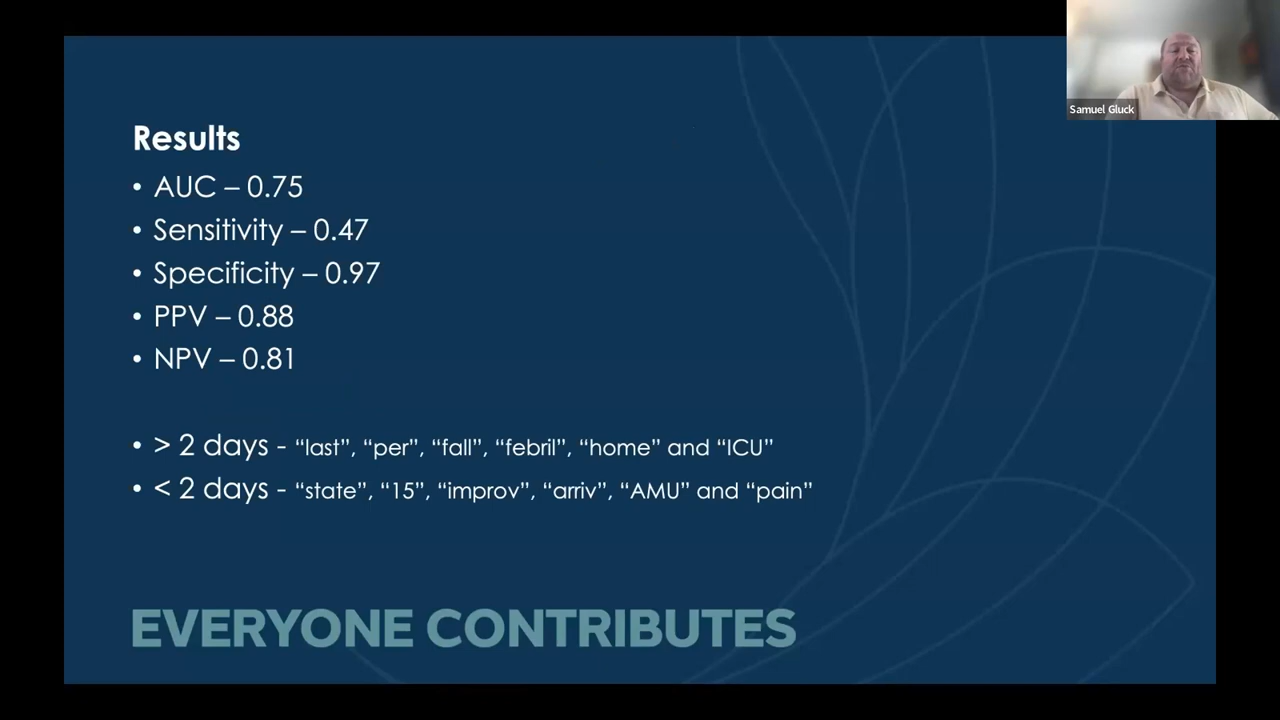 Samuel Gluck
Results
• AUC – 0.75
• Sensitivity – 0.47
• Specificity – 0.97
• PPV – 0.88
• NPV – 0.81
• > 2 days - “last”, “per”, “fall”, “febril”, “home” and “ICU”
• < 2 days - “state”, “15”, “improv”, “arriv”, “AMU” and “pain”
EVERYONE CONTRIBUTES